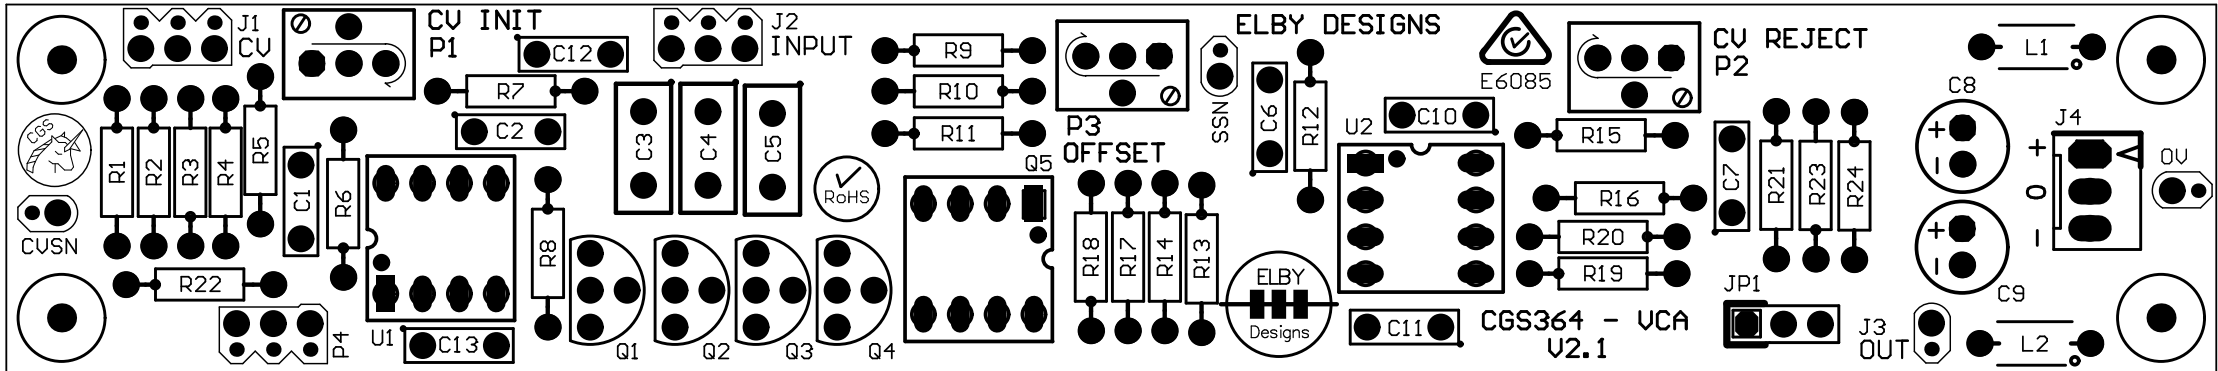 J1
CV
CV INIT
P1
C12
J2
INPUT
R9
ELBY DESIGNS
E6085
CV REJECT
P2
L1
R7
R10
SSN
C6
R12
C10
C8
J4
CGS
R1
R2
R3
R4
R5
C2
C3
C4
C5
R11
P3
OFFSET
U2
R15
C7
R21
R23
R24
+
-
+
0
-
0V
C1
R6
RoHS
Q5
R16
CVSN
R8
R18
R17
R14
R13
R20
R19
+
-
R22
ELBY
Designs
JP1
C9
P4
U1
C13
Q1
Q2
Q3
Q4
C11
CGS364 - VCA
V2.1
J3
OUT
L2